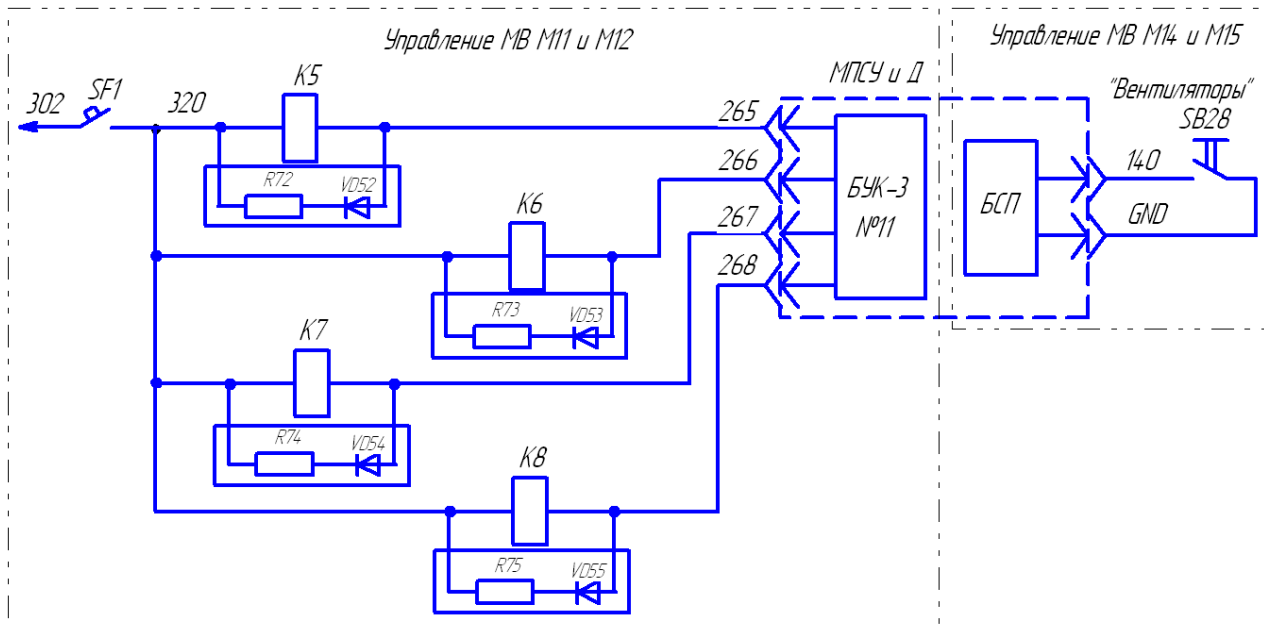 Управление МВ М11 и М12
Управление МВ М14 и М15
МПСУ и Д
"Вентиляторы"
SB28
302
SF1
320
K5
265
R72
VD52
266
K6
БУК-3
№11
БСП
140
GND
267
R73
VD53
268
K7
R74
VD54
K8
R75
VD55